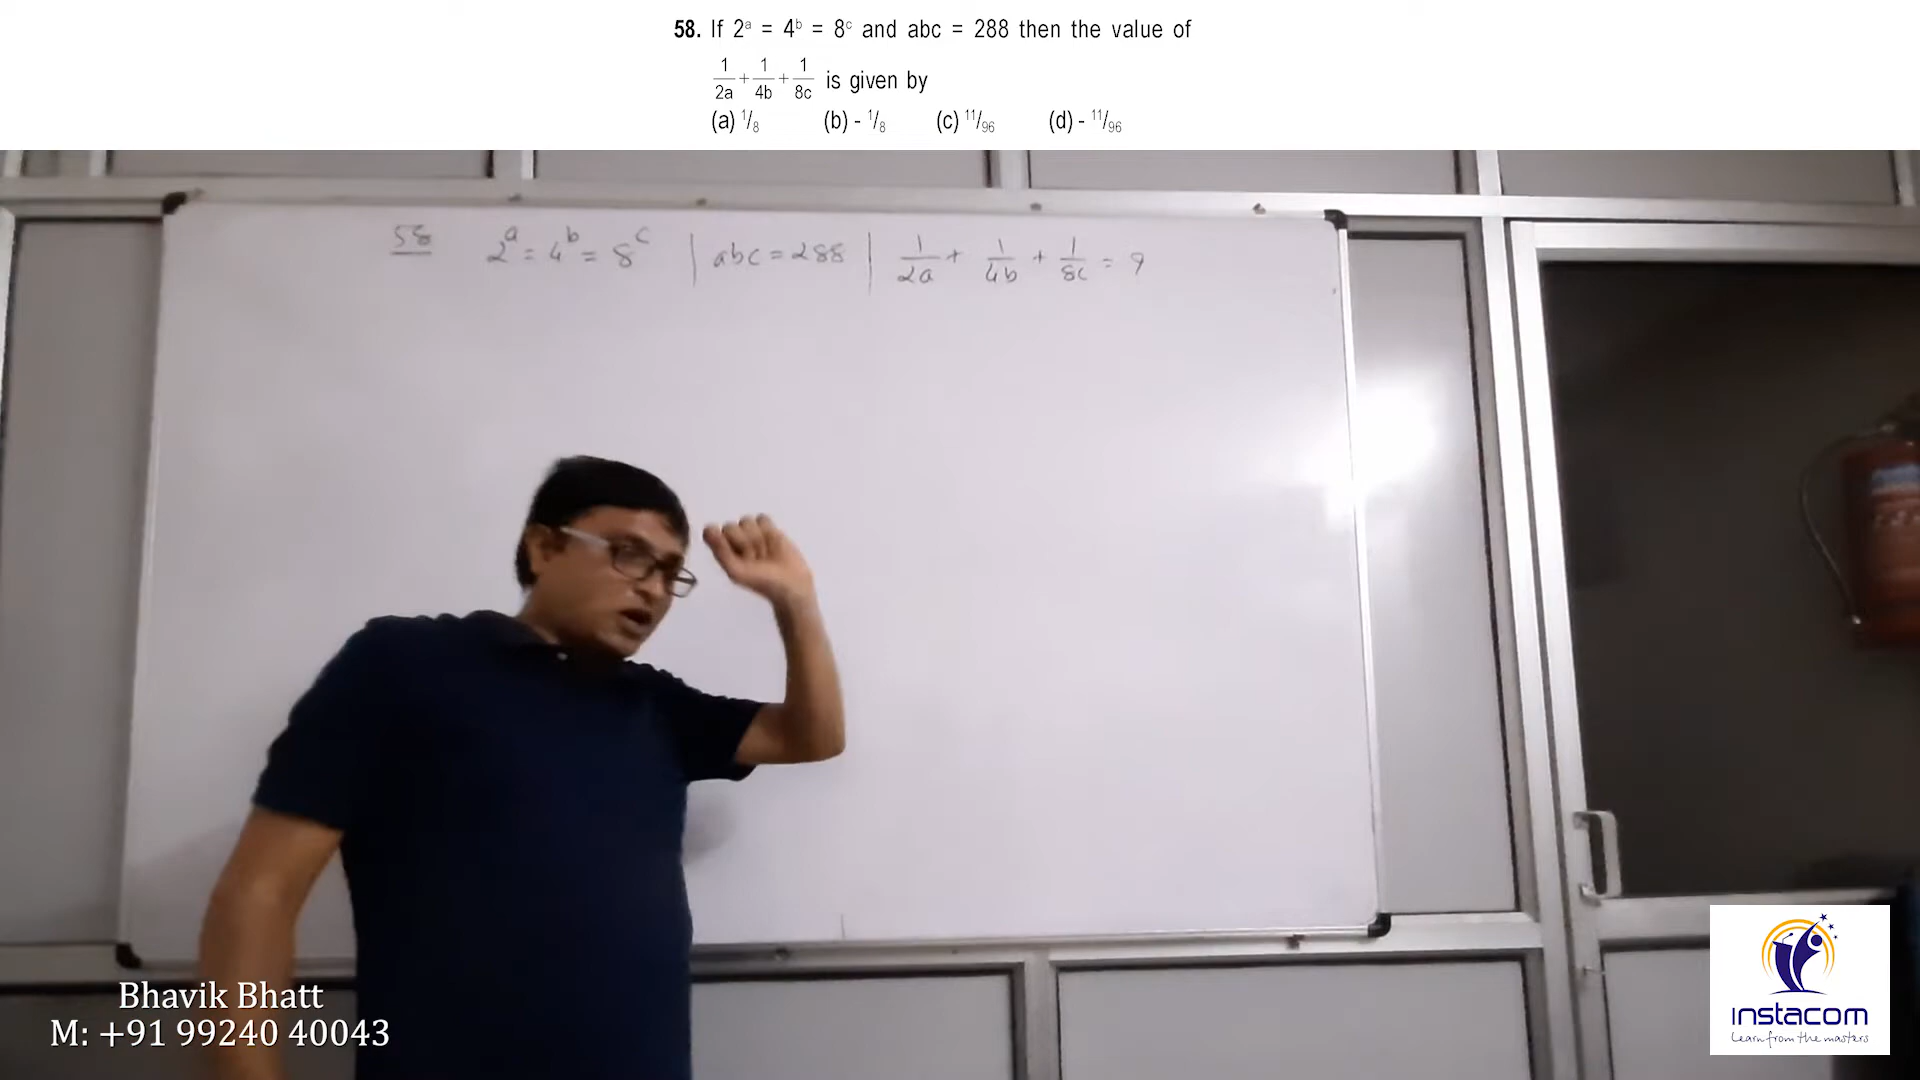 58. If 2ᵃ = 4ᵇ = 8ᶜ and abc = 288 then the value of
1/2a + 1/4b + 1/8c is given by
(a) ¹/₈ (b) - ¹/₈ (c) ¹¹/₉₆ (d) - ¹¹/₉₆
58 2ᵃ = 4ᵇ = 8ᶜ | abc = 288 | 1/2a + 1/4b + 1/8c = ?
Bhavik Bhatt
M: +91 99240 40043
instacom
Learn from the masters